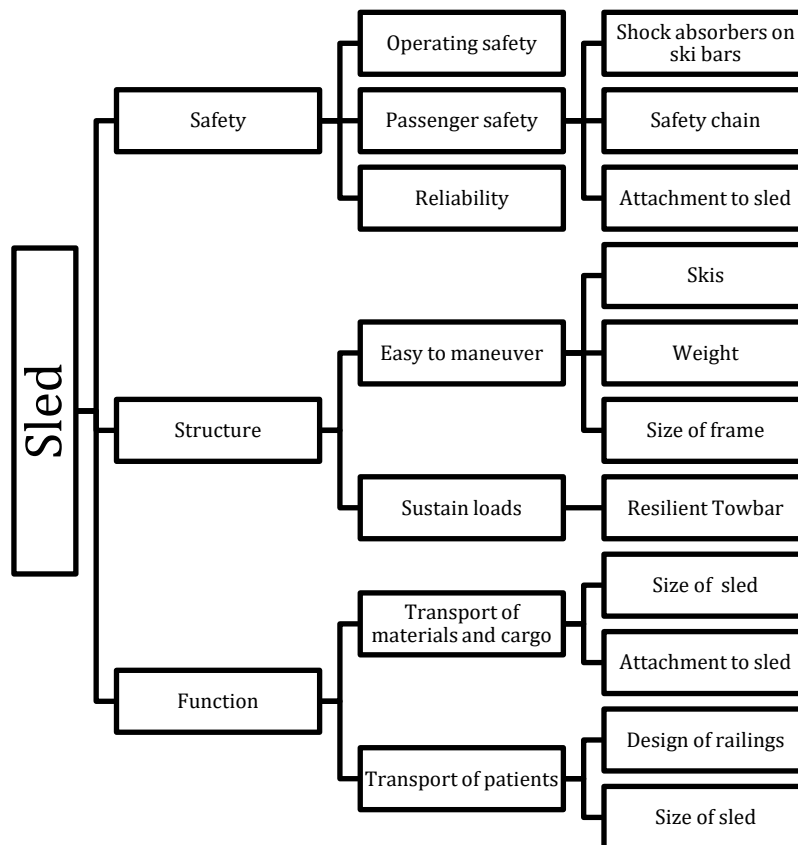 Sled
Safety
Operating safety
Passenger safety
Shock absorbers on
ski bars
Safety chain
Attachment to sled
Reliability
Structure
Easy to maneuver
Skis
Weight
Size of frame
Sustain loads
Resilient Towbar
Function
Transport of
materials and cargo
Size of sled
Attachment to sled
Transport of patients
Design of railings
Size of sled